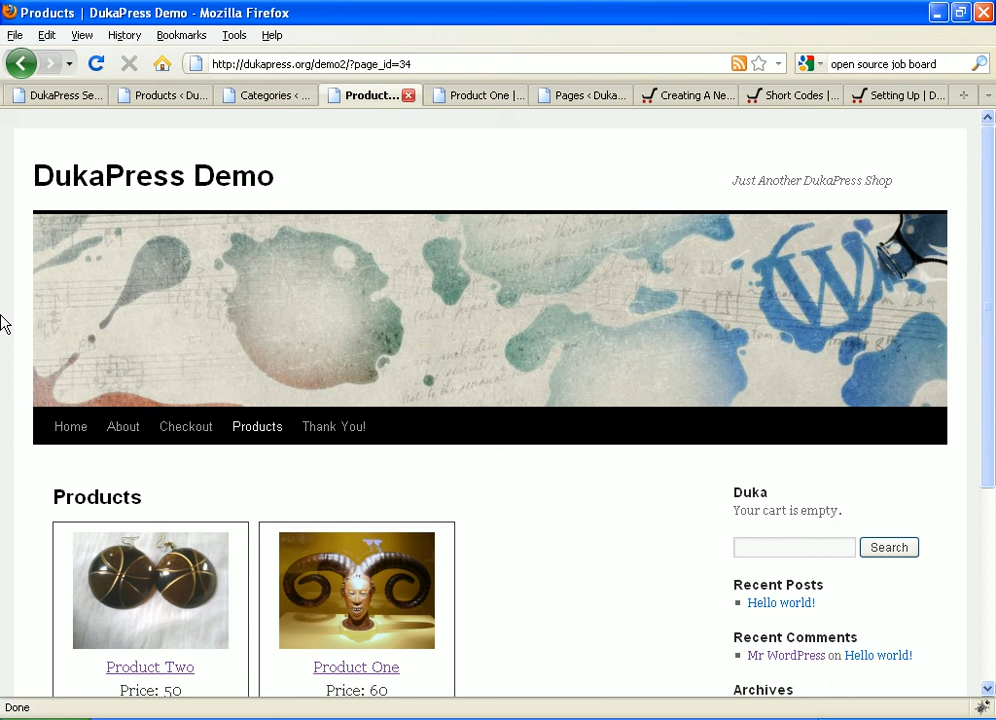 Products | DukaPress Demo - Mozilla Firefox
File Edit View History Bookmarks Tools Help
http://dukapress.org/demo2/?page_id=34
open source job board
DukaPress Se...
Products ‹ Du...
Categories ‹ ...
Product...
Product One |...
Pages ‹ Duka...
Creating A Ne...
Short Codes |...
Setting Up | D...
DukaPress Demo
Just Another DukaPress Shop
W
Home About Checkout Products Thank You!
Products
Product Two
Price: 50
Product One
Price: 60
Duka
Your cart is empty.
Search
Recent Posts
Hello world!
Recent Comments
Mr WordPress on Hello world!
Archives
Done